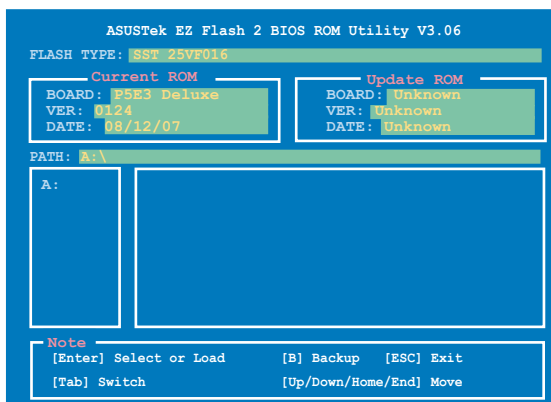 ASUSTek EZ Flash 2 BIOS ROM Utility V3.06
FLASH TYPE: SST 25VF016
Current ROM
BOARD: P5E3 Deluxe
VER: 0124
DATE: 08/12/07
Update ROM
BOARD: Unknown
VER: Unknown
DATE: Unknown
PATH: A:\
A:
Note
[Enter] Select or Load [B] Backup [ESC] Exit
[Tab] Switch [Up/Down/Home/End] Move